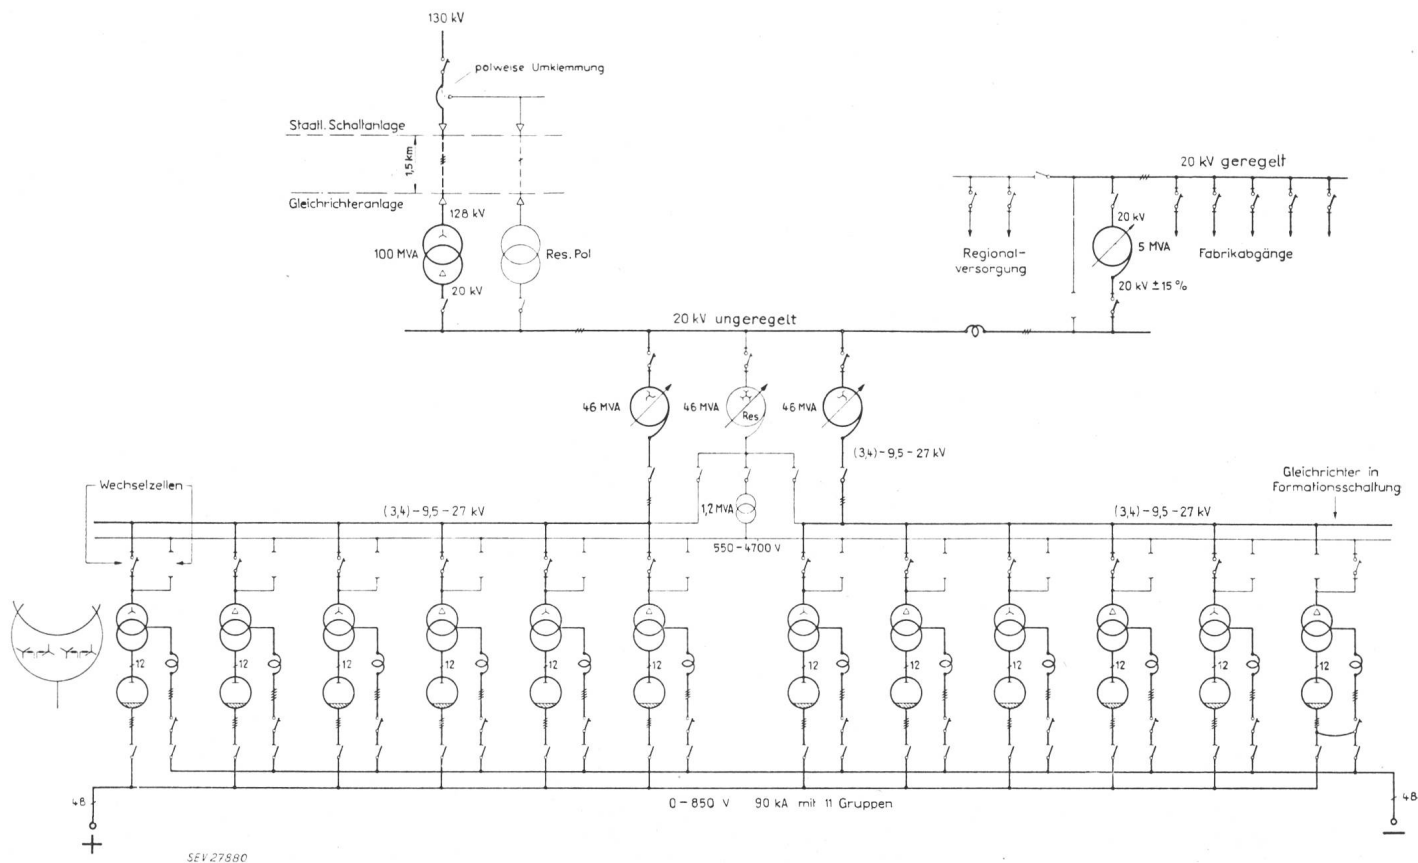 130 kV
polweise Umklemmung
Staatl. Schaltanlage
1,5 km
Gleichrichteranlage
128 kV
100 MVA
Res. Pol
20 kV
20 kV geregelt
20 kV
5 MVA
Regional-
versorgung
Fabrikabgänge
20 kV ± 15 %
20 kV ungeregelt
46 MVA
46 MVA
Res.
46 MVA
(3,4) – 9,5 – 27 kV
Gleichrichter in
Formationsschaltung
Wechselzellen
(3,4) – 9,5 – 27 kV
1,2 MVA
(3,4) – 9,5 – 27 kV
550 – 4700 V
12 12 12 12 12 12 12 12 12 12 12 12
48
0 – 850 V 90 kA mit 11 Gruppen
48
+
–
SEV 27880